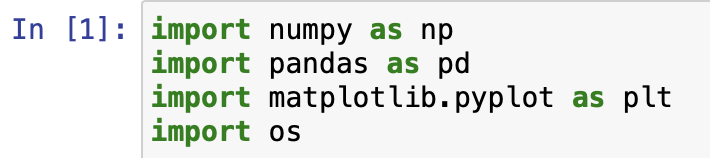 In [1]: import numpy as np
import pandas as pd
import matplotlib.pyplot as plt
import os